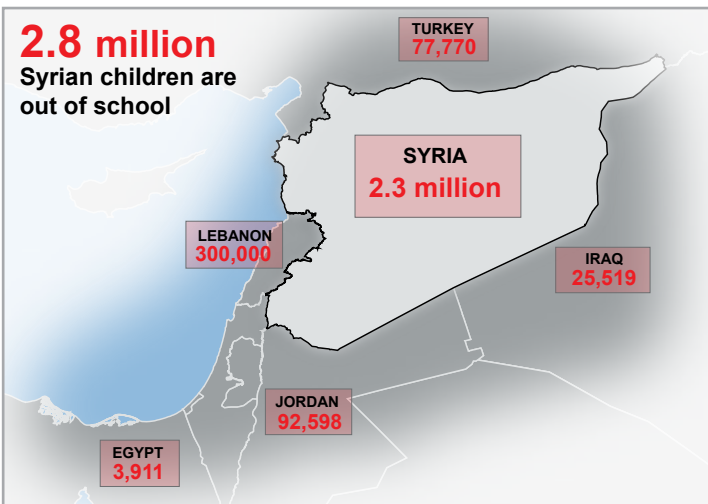 2.8 million
Syrian children are
out of school
TURKEY
77,770
SYRIA
2.3 million
LEBANON
300,000
IRAQ
25,519
JORDAN
92,598
EGYPT
3,911